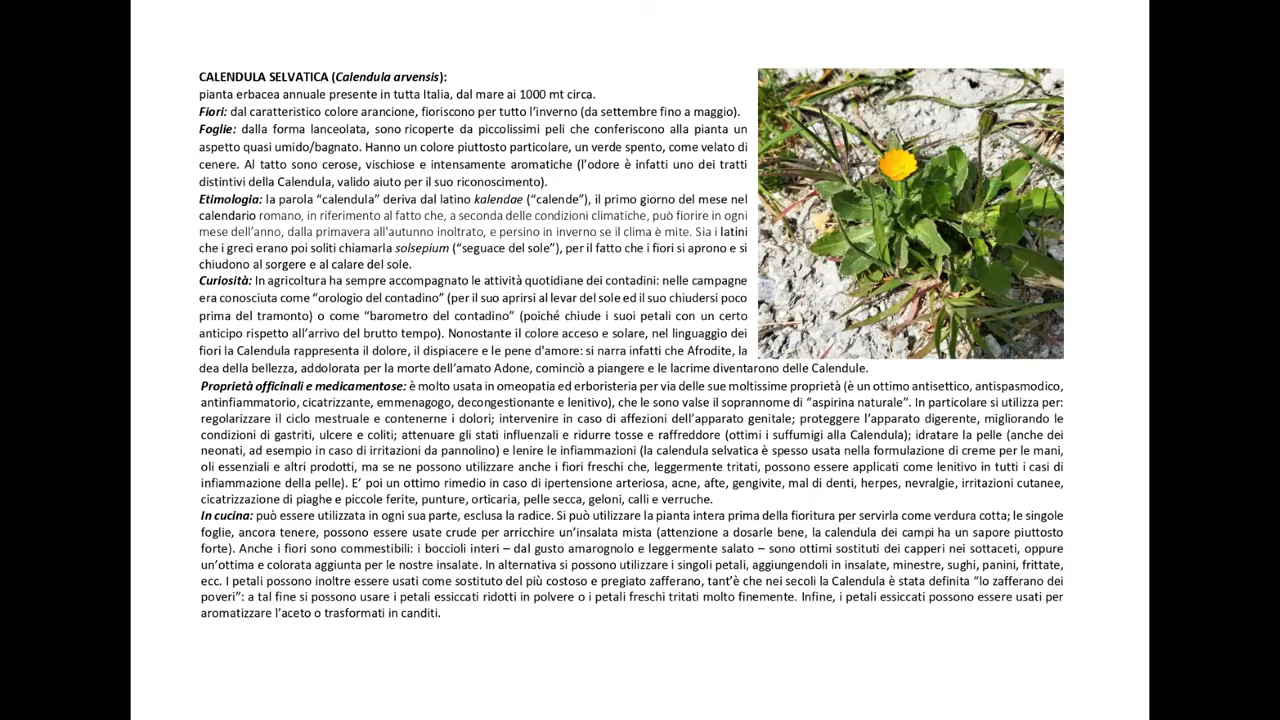 CALENDULA SELVATICA (Calendula arvensis):
pianta erbacea annuale presente in tutta Italia, dal mare ai 1000 mt circa.
Fiori: dal caratteristico colore arancione, fioriscono per tutto l’inverno (da settembre fino a maggio).
Foglie: dalla forma lanceolata, sono ricoperte da piccolissimi peli che conferiscono alla pianta un
aspetto quasi umido/bagnato. Hanno un colore piuttosto particolare, un verde spento, come velato di
cenere. Al tatto sono cerose, vischiose e intensamente aromatiche (l’odore è infatti uno dei tratti
distintivi della Calendula, valido aiuto per il suo riconoscimento).
Etimologia: la parola “calendula” deriva dal latino kalendae (“calende”), il primo giorno del mese nel
calendario romano, in riferimento al fatto che, a seconda delle condizioni climatiche, può fiorire in ogni
mese dell’anno, dalla primavera all'autunno inoltrato, e persino in inverno se il clima è mite. Sia i latini
che i greci erano poi soliti chiamarla solsepium (“seguace del sole”), per il fatto che i fiori si aprono e si
chiudono al sorgere e al calare del sole.
Curiosità: In agricoltura ha sempre accompagnato le attività quotidiane dei contadini: nelle campagne
era conosciuta come “orologio del contadino” (per il suo aprirsi al levar del sole ed il suo chiudersi poco
prima del tramonto) o come “barometro del contadino” (poiché chiude i suoi petali con un certo
anticipo rispetto all’arrivo del brutto tempo). Nonostante il colore acceso e solare, nel linguaggio dei
fiori la Calendula rappresenta il dolore, il dispiacere e le pene d'amore: si narra infatti che Afrodite, la
dea della bellezza, addolorata per la morte dell’amato Adone, cominciò a piangere e le lacrime diventarono delle Calendule.
Proprietà officinali e medicamentose: è molto usata in omeopatia ed erboristeria per via delle sue moltissime proprietà (è un ottimo antisettico, antispasmodico,
antinfiammatorio, cicatrizzante, emmenagogo, decongestionante e lenitivo), che le sono valse il soprannome di “aspirina naturale”. In particolare si utilizza per:
regolarizzare il ciclo mestruale e contenerne i dolori; intervenire in caso di affezioni dell’apparato genitale; proteggere l’apparato digerente, migliorando le
condizioni di gastriti, ulcere e coliti; attenuare gli stati influenzali e ridurre tosse e raffreddore (ottimi i suffumigi alla Calendula); idratare la pelle (anche dei
neonati, ad esempio in caso di irritazioni da pannolino) e lenire le infiammazioni (la calendula selvatica è spesso usata nella formulazione di creme per le mani,
oli essenziali e altri prodotti, ma se ne possono utilizzare anche i fiori freschi che, leggermente tritati, possono essere applicati come lenitivo in tutti i casi di
infiammazione della pelle). E’ poi un ottimo rimedio in caso di ipertensione arteriosa, acne, afte, gengivite, mal di denti, herpes, nevralgie, irritazioni cutanee,
cicatrizzazione di piaghe e piccole ferite, punture, orticaria, pelle secca, geloni, calli e verruche.
In cucina: può essere utilizzata in ogni sua parte, esclusa la radice. Si può utilizzare la pianta intera prima della fioritura per servirla come verdura cotta; le singole
foglie, ancora tenere, possono essere usate crude per arricchire un’insalata mista (attenzione a dosarle bene, la calendula dei campi ha un sapore piuttosto
forte). Anche i fiori sono commestibili: i boccioli interi – dal gusto amarognolo e leggermente salato – sono ottimi sostituti dei capperi nei sottaceti, oppure
un’ottima e colorata aggiunta per le nostre insalate. In alternativa si possono utilizzare i singoli petali, aggiungendoli in insalate, minestre, sughi, panini, frittate,
ecc. I petali possono inoltre essere usati come sostituto del più costoso e pregiato zafferano, tant’è che nei secoli la Calendula è stata definita “lo zafferano dei
poveri”: a tal fine si possono usare i petali essiccati ridotti in polvere o i petali freschi tritati molto finemente. Infine, i petali essiccati possono essere usati per
aromatizzare l’aceto o trasformati in canditi.